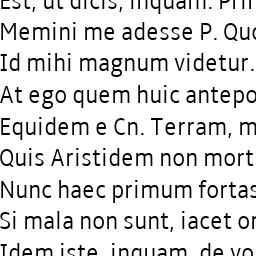 Est, ut dicis, inquam. Prin
Memini me adesse P. Quo
Id mihi magnum videtur.
At ego quem huic antepo
Equidem e Cn. Terram, m
Quis Aristidem non mort
Nunc haec primum fortas
Si mala non sunt, iacet or
Idem iste, inquam, de vo